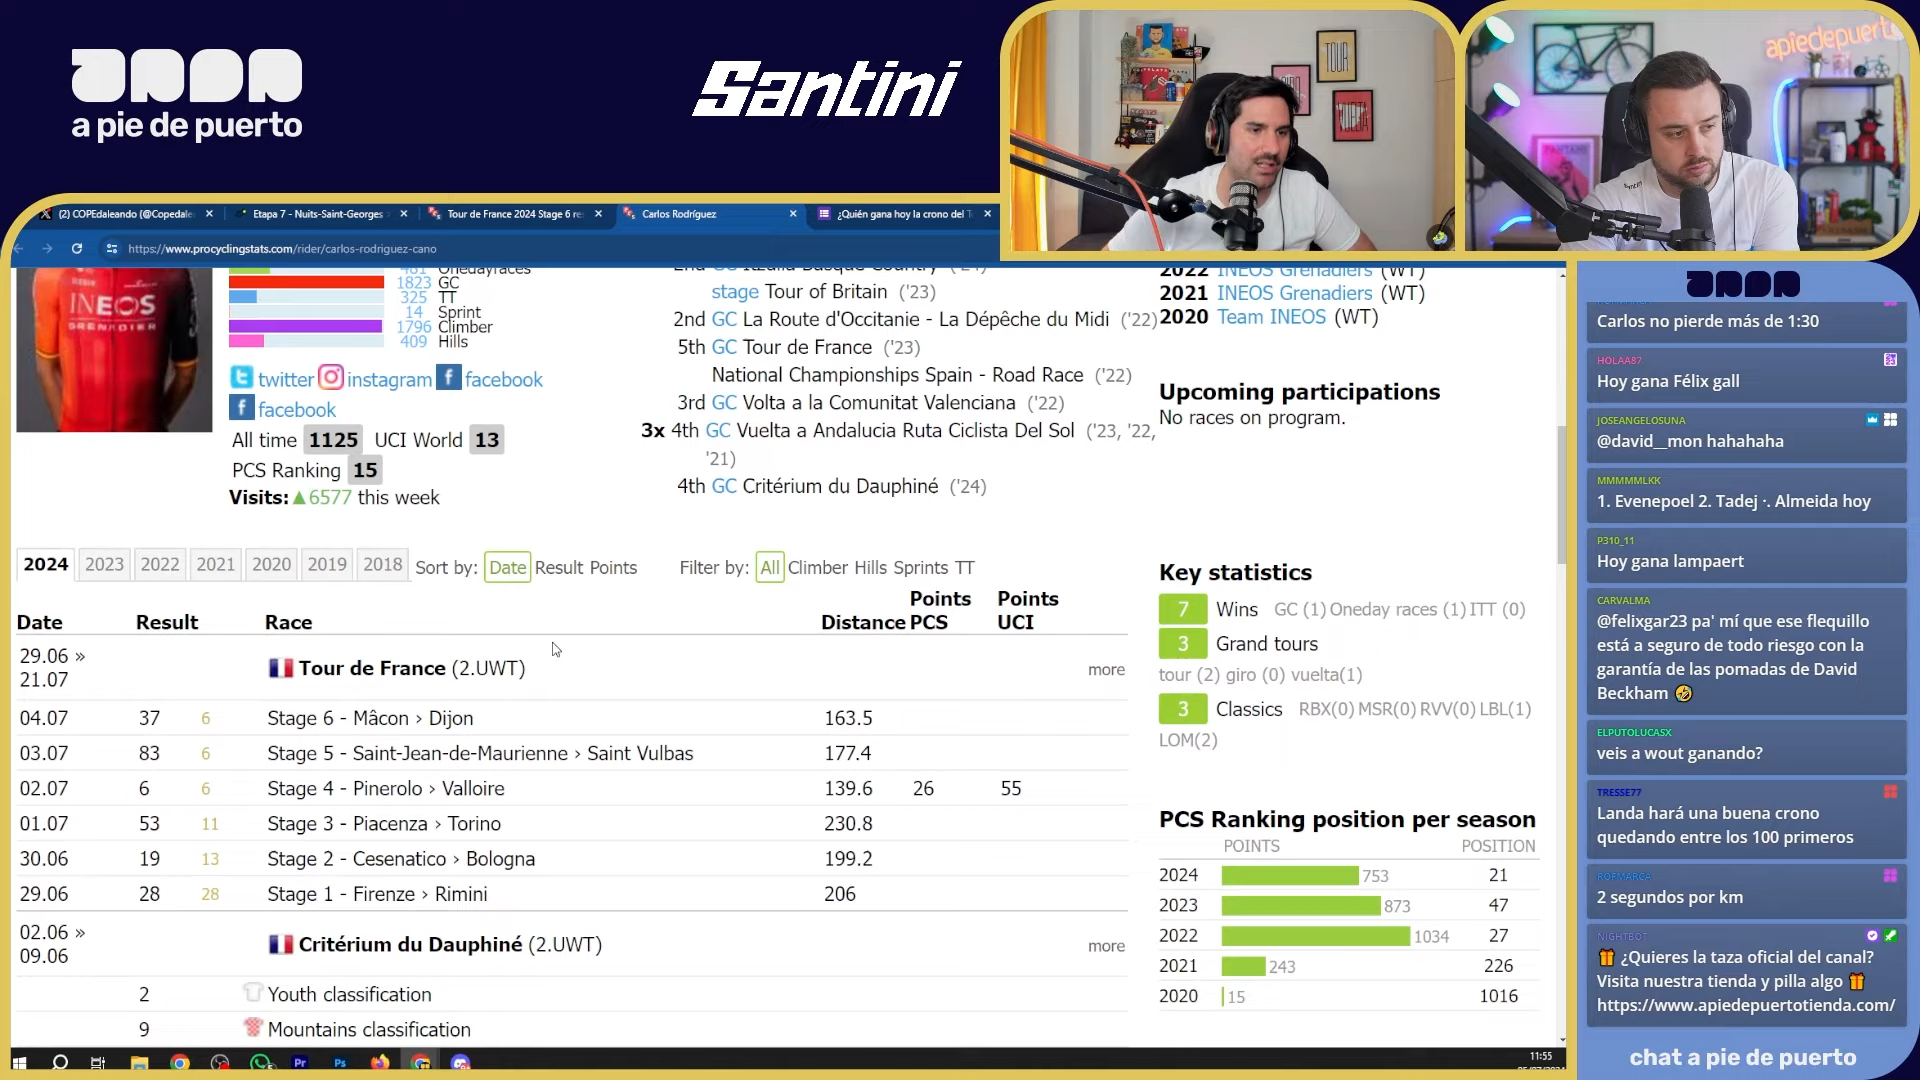 a pie de puerto
Santini
TOUR
apiedepuerto
(2) COPEdaleando (@Copedale
Etapa 7 - Nuits-Saint-Georges
Tour de France 2024 Stage 6 re
Carlos Rodríguez
¿Quién gana hoy la crono del T
https://www.procyclingstats.com/rider/carlos-rodriguez-cano
INEOS
GRENADIER
481 Onedayraces
1823 GC
325 TT
14 Sprint
1796 Climber
409 Hills
twitter instagram facebook
facebook
All time 1125 UCI World 13
PCS Ranking 15
Visits: ▲6577 this week
2nd GC Itzulia Basque Country ('24)
stage Tour of Britain ('23)
2nd GC La Route d'Occitanie - La Dépêche du Midi ('22)
5th GC Tour de France ('23)
National Championships Spain - Road Race ('22)
3rd GC Volta a la Comunitat Valenciana ('22)
3x 4th GC Vuelta a Andalucia Ruta Ciclista Del Sol ('23, '22,
'21)
4th GC Critérium du Dauphiné ('24)
2022 INEOS Grenadiers (WT)
2021 INEOS Grenadiers (WT)
2020 Team INEOS (WT)
Upcoming participations
No races on program.
2024 2023 2022 2021 2020 2019 2018 Sort by: Date Result Points Filter by: All Climber Hills Sprints TT
Date Result Race Distance Points PCS Points UCI
29.06 » 21.07 Tour de France (2.UWT) more
04.07 37 6 Stage 6 - Mâcon › Dijon 163.5
03.07 83 6 Stage 5 - Saint-Jean-de-Maurienne › Saint Vulbas 177.4
02.07 6 6 Stage 4 - Pinerolo › Valloire 139.6 26 55
01.07 53 11 Stage 3 - Piacenza › Torino 230.8
30.06 19 13 Stage 2 - Cesenatico › Bologna 199.2
29.06 28 28 Stage 1 - Firenze › Rimini 206
02.06 » 09.06 Critérium du Dauphiné (2.UWT) more
2 Youth classification
9 Mountains classification
Key statistics
7 Wins GC (1) Oneday races (1) ITT (0)
3 Grand tours
tour (2) giro (0) vuelta(1)
3 Classics RBX(0) MSR(0) RVV(0) LBL(1)
LOM(2)
PCS Ranking position per season
POINTS POSITION
2024 753 21
2023 873 47
2022 1034 27
2021 243 226
2020 15 1016
11:55
Carlos no pierde más de 1:30
HOLAA87
Hoy gana Félix gall
JOSEANGELOSUNA
@david__mon hahahaha
MMMMMLKK
1. Evenepoel 2. Tadej ·. Almeida hoy
P310_11
Hoy gana lampaert
CARVALMA
@felixgar23 pa' mí que ese flequillo
está a seguro de todo riesgo con la
garantía de las pomadas de David
Beckham 🤣
ELPUTOLUCASX
veis a wout ganando?
TRESSE77
Landa hará una buena crono
quedando entre los 100 primeros
ROFMARCA
2 segundos por km
NIGHTBOT
🎁 ¿Quieres la taza oficial del canal?
Visita nuestra tienda y pilla algo 🎁
https://www.apiedepuertotienda.com/
chat a pie de puerto